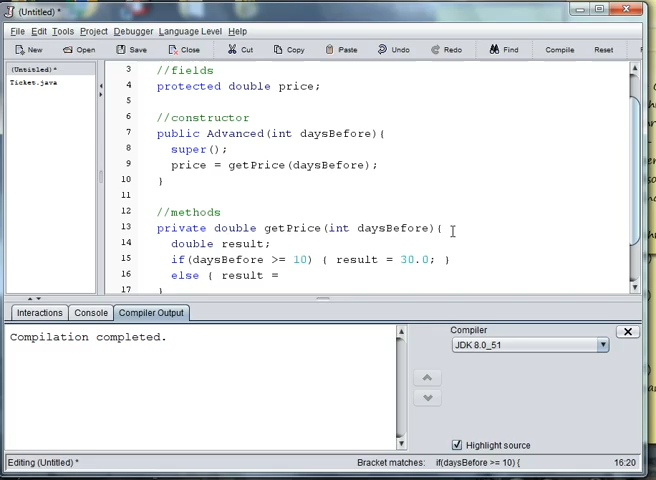 (Untitled) *
File Edit Tools Project Debugger Language Level Help
New Open Save Close Cut Copy Paste Undo Redo Find Compile Reset
(Untitled) *
Ticket.java
3 //fields
4 protected double price;
5
6 //constructor
7 public Advanced(int daysBefore){
8 super();
9 price = getPrice(daysBefore);
10 }
11
12 //methods
13 private double getPrice(int daysBefore){
14 double result;
15 if(daysBefore >= 10) { result = 30.0; }
16 else { result =
17 }
Interactions Console Compiler Output
Compilation completed.
Compiler
JDK 8.0_51
Highlight source
Editing (Untitled) * Bracket matches: if(daysBefore >= 10) { 16:20